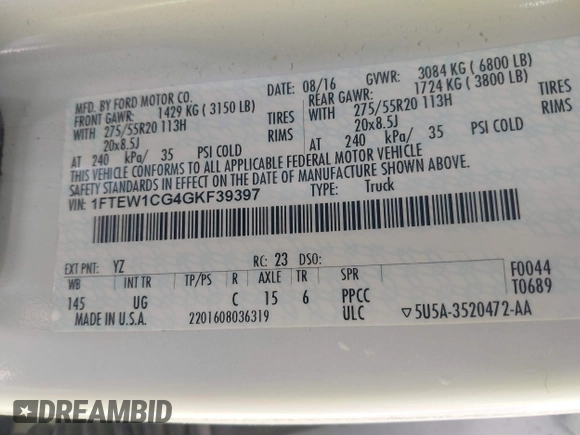 MFD. BY FORD MOTOR CO. DATE: 08/16 GVWR: 3084 KG (6800 LB)
FRONT GAWR: 1429 KG (3150 LB) REAR GAWR: 1724 KG (3800 LB)
WITH 275/55R20 113H TIRES WITH 275/55R20 113H TIRES
20x8.5J RIMS 20x8.5J RIMS
AT 240 kPa/ 35 PSI COLD AT 240 kPa/ 35 PSI COLD
THIS VEHICLE CONFORMS TO ALL APPLICABLE FEDERAL MOTOR VEHICLE
SAFETY STANDARDS IN EFFECT ON THE DATE OF MANUFACTURE SHOWN ABOVE.
VIN: 1FTEW1CG4GKF39397 TYPE: Truck
EXT PNT: YZ RC: 23 DSO: F0044
WB INT TR TP/PS R AXLE TR SPR T0689
145 UG C 15 6 PPCC
MADE IN U.S.A. 2201608036319 ULC ▽5U5A-3520472-AA
DREAMBID